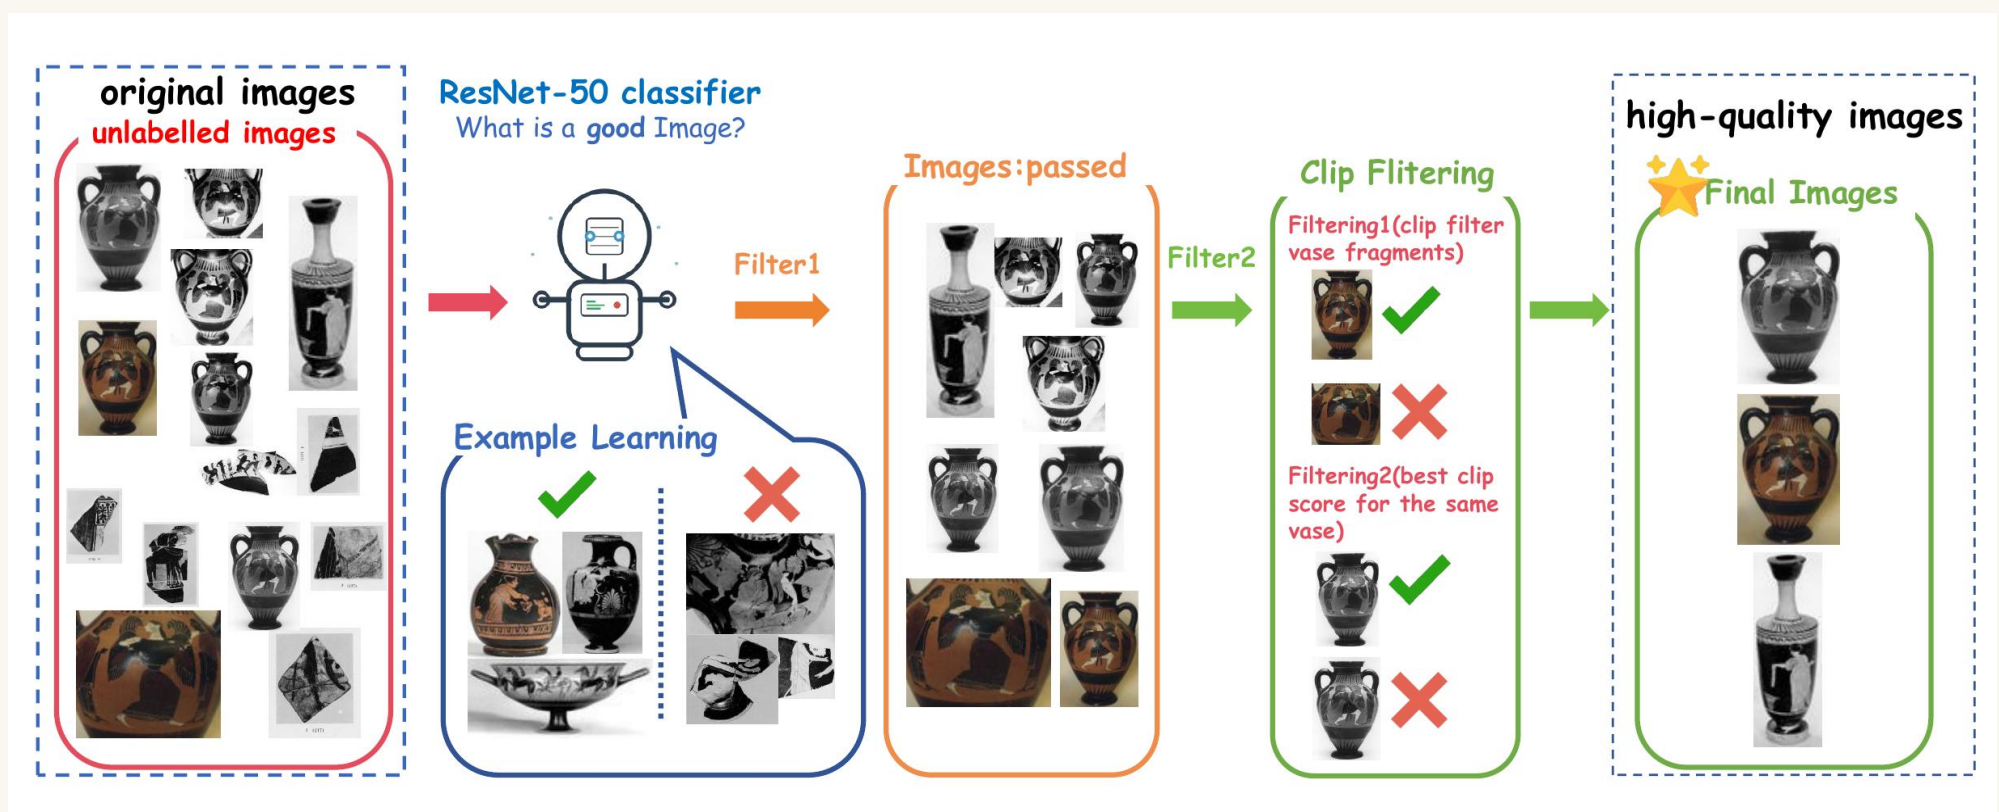 original images
unlabelled images
ResNet-50 classifier
What is a good Image?
Filter1
Example Learning
Images:passed
Filter2
Clip Flitering
Filtering1(clip filter
vase fragments)
Filtering2(best clip
score for the same
vase)
high-quality images
Final Images